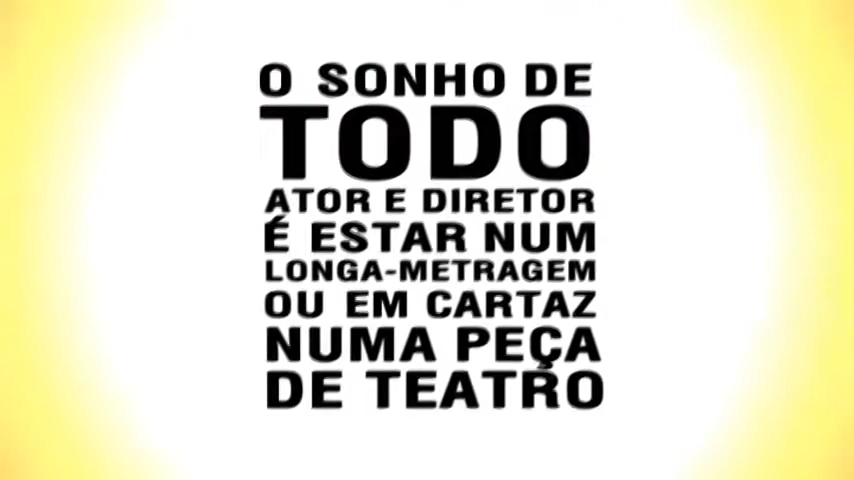 O SONHO DE
TODO
ATOR E DIRETOR
É ESTAR NUM
LONGA-METRAGEM
OU EM CARTAZ
NUMA PEÇA
DE TEATRO